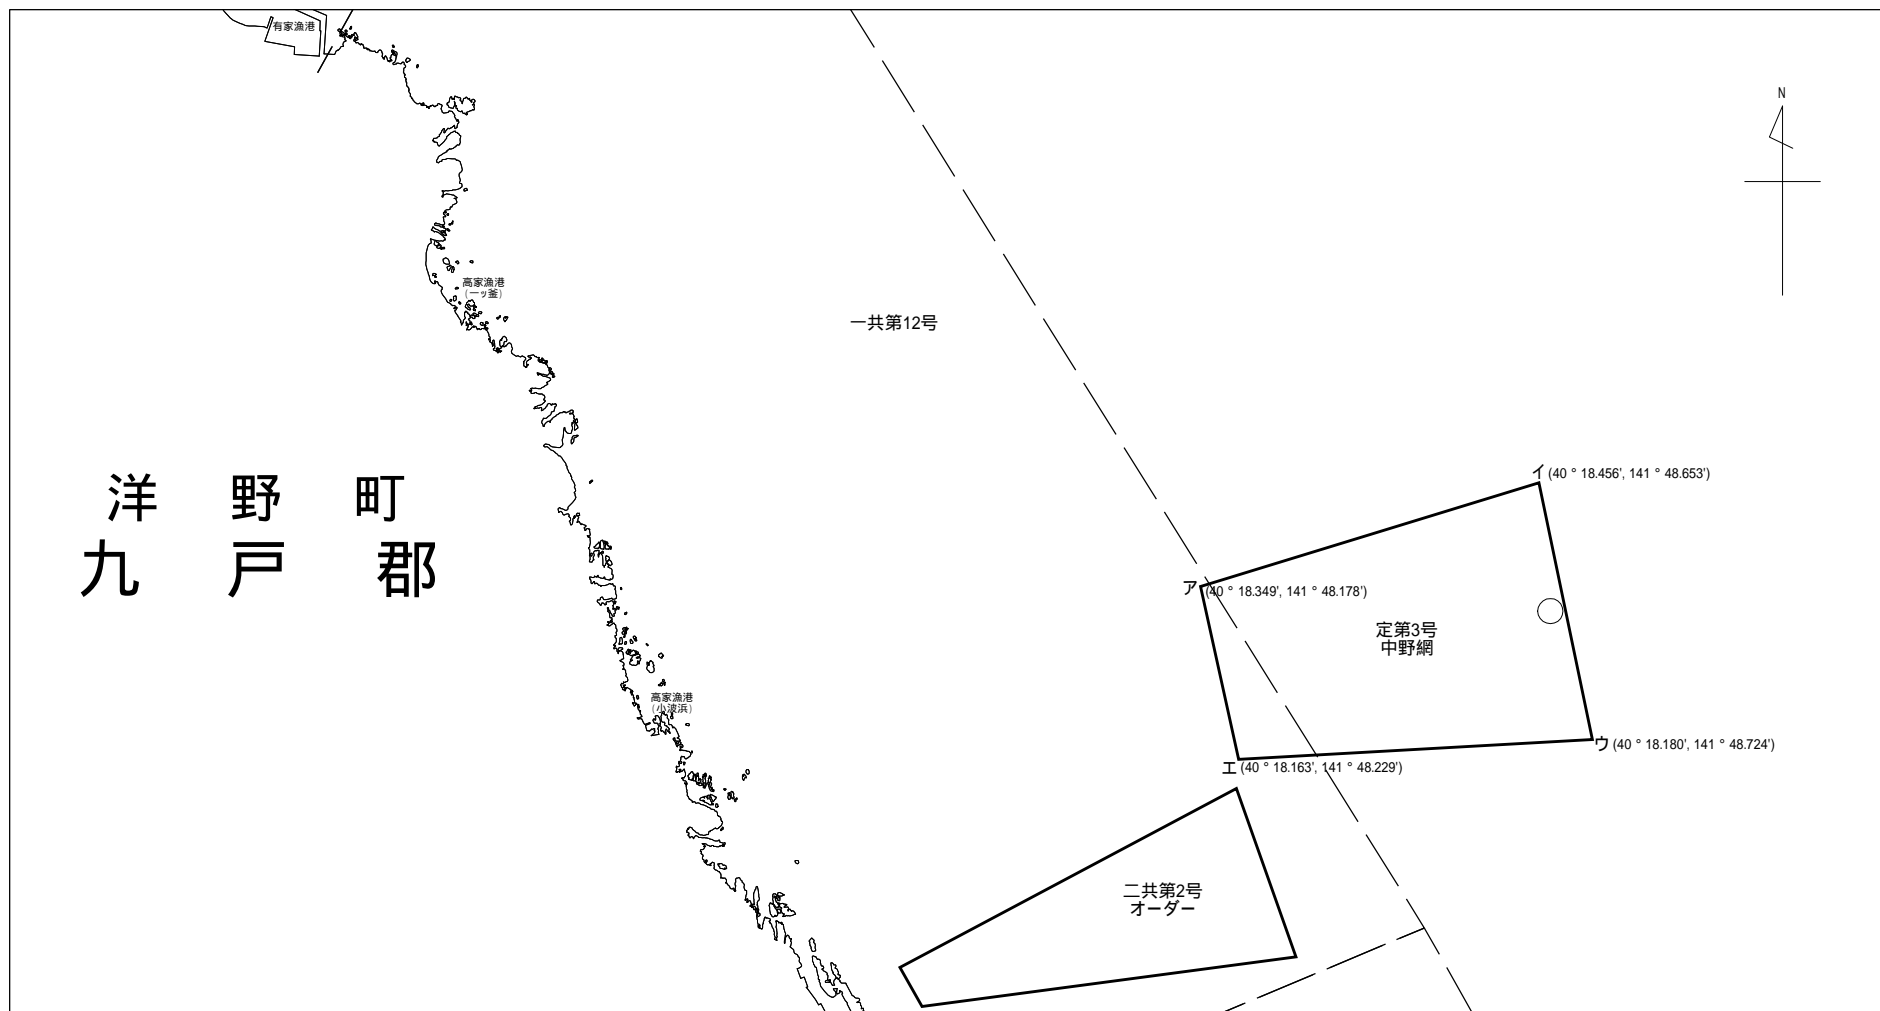 有家漁港
N
高家漁港
(一ッ釜)
一共第12号
イ (40 ° 18.456', 141 ° 48.653')
洋 野 町
九 戸 郡
ア (40 ° 18.349', 141 ° 48.178')
定第3号
中野網
高家漁港
(小波浜)
ウ (40 ° 18.180', 141 ° 48.724')
エ (40 ° 18.163', 141 ° 48.229')
二共第2号
オーダー